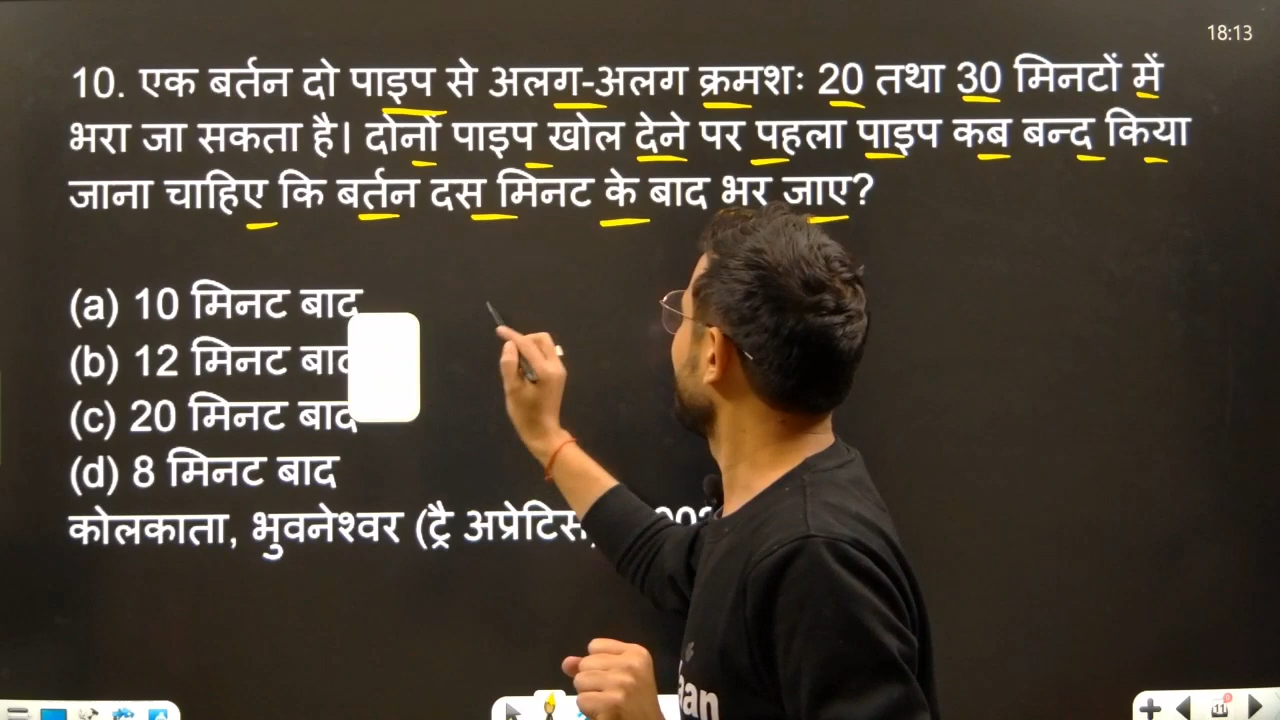 18:13
10. एक बर्तन दो पाइप से अलग-अलग क्रमशः 20 तथा 30 मिनटों में
भरा जा सकता है। दोनों पाइप खोल देने पर पहला पाइप कब बन्द किया
जाना चाहिए कि बर्तन दस मिनट के बाद भर जाए?
(a) 10 मिनट बाद
(b) 12 मिनट बाद
(c) 20 मिनट बाद
(d) 8 मिनट बाद
कोलकाता, भुवनेश्वर (ट्रै अप्रेटिस)
11